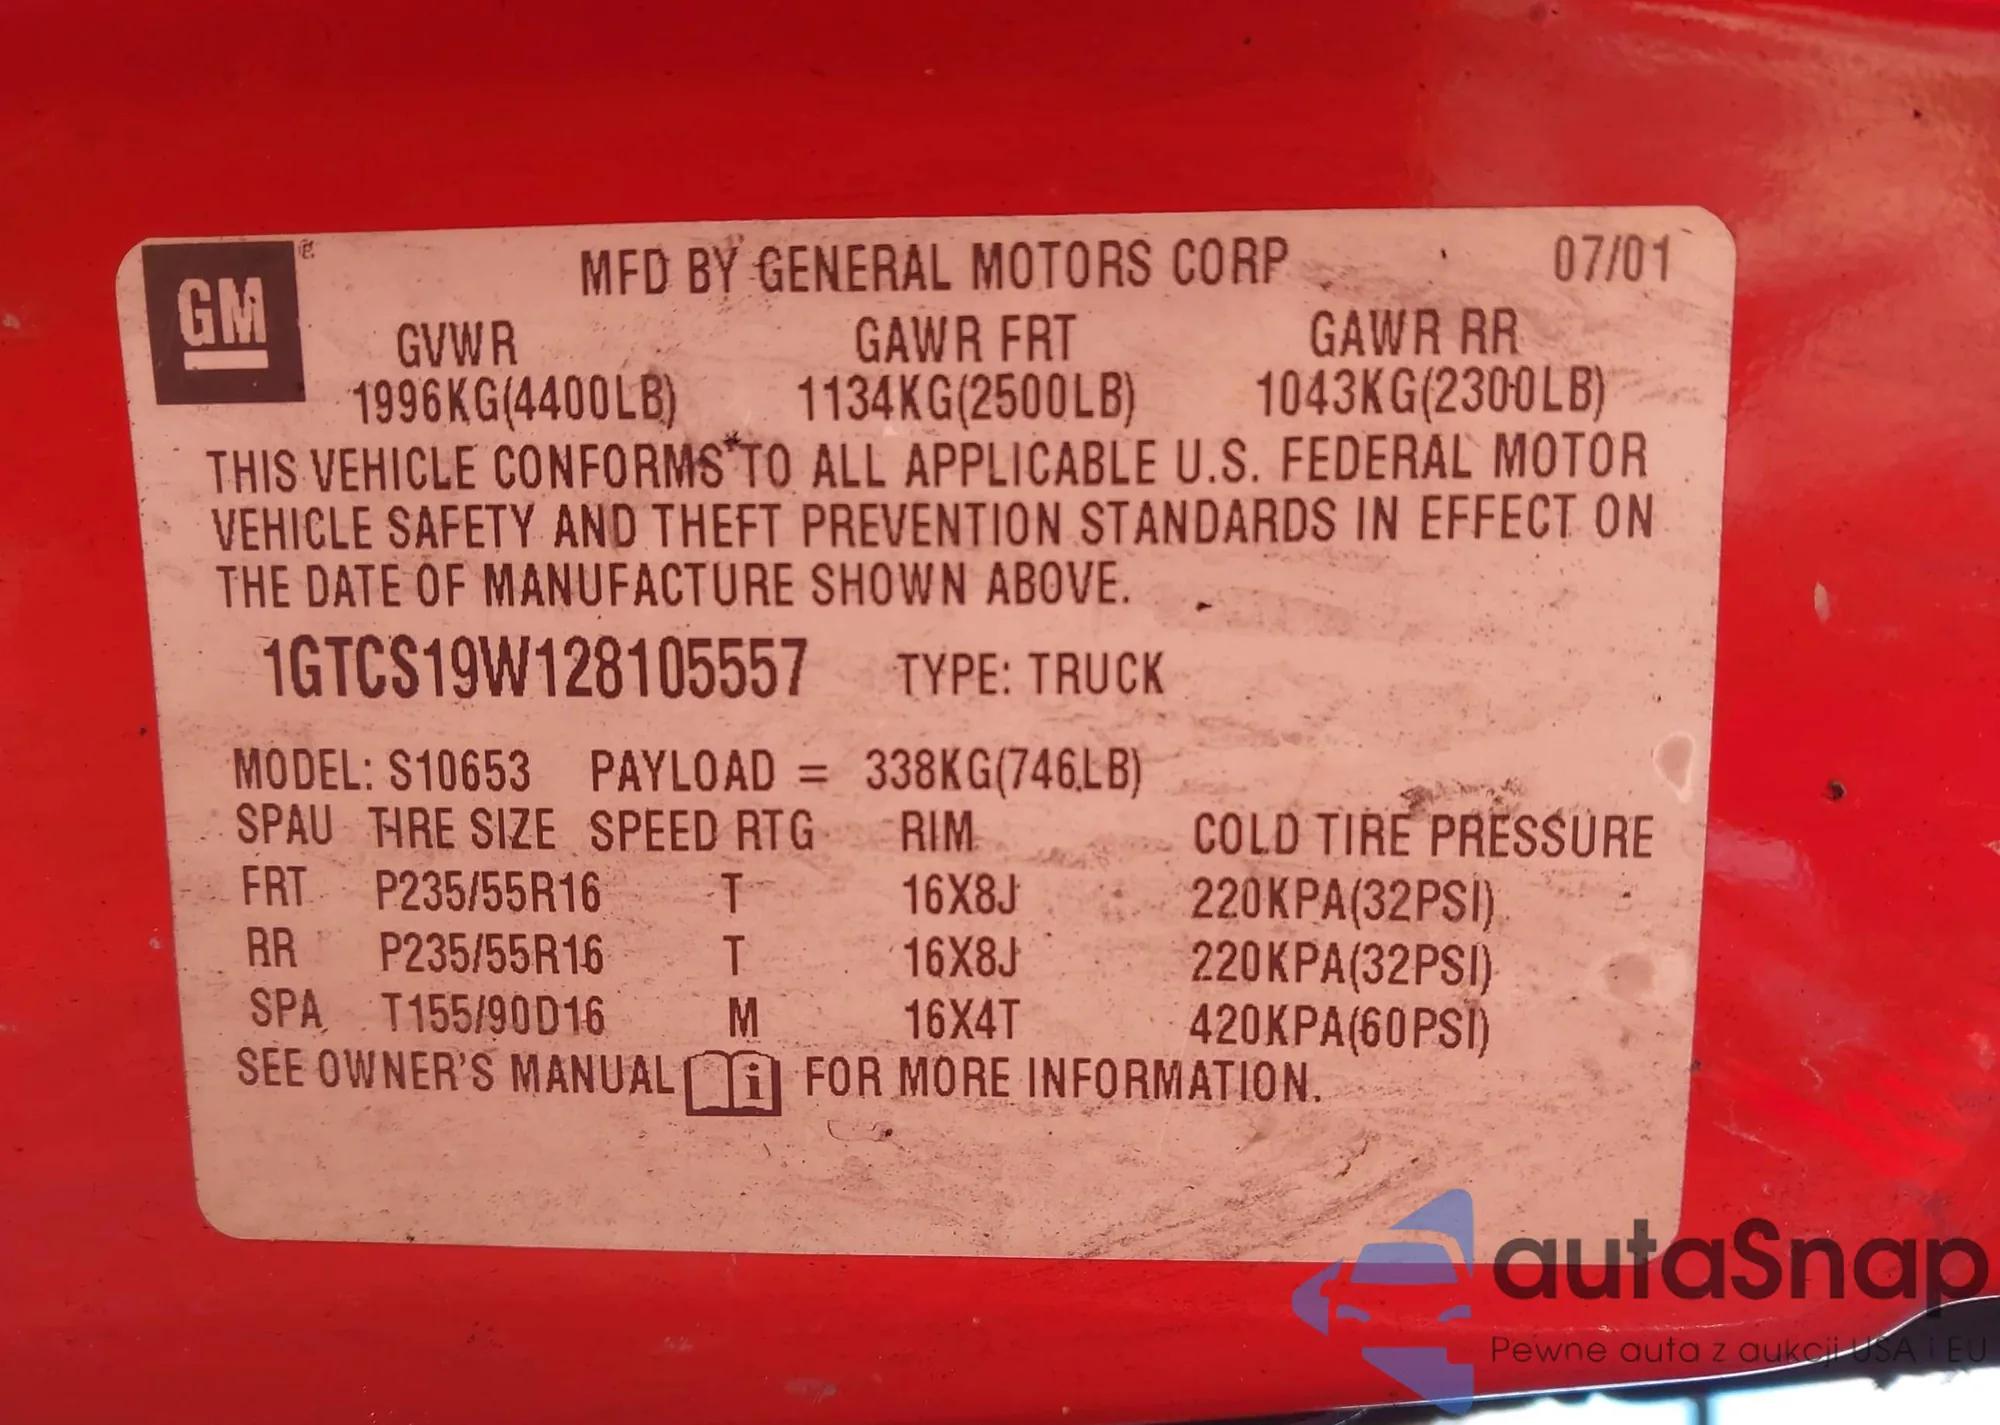 GM ®
MFD BY GENERAL MOTORS CORP 07/01
GVWR GAWR FRT GAWR RR
1996KG(4400LB) 1134KG(2500LB) 1043KG(2300LB)
THIS VEHICLE CONFORMS TO ALL APPLICABLE U.S. FEDERAL MOTOR
VEHICLE SAFETY AND THEFT PREVENTION STANDARDS IN EFFECT ON
THE DATE OF MANUFACTURE SHOWN ABOVE.
1GTCS19W128105557 TYPE: TRUCK
MODEL: S10653 PAYLOAD = 338KG(746LB)
SPAU TIRE SIZE SPEED RTG RIM COLD TIRE PRESSURE
FRT P235/55R16 T 16X8J 220KPA(32PSI)
RR P235/55R16 T 16X8J 220KPA(32PSI)
SPA T155/90D16 M 16X4T 420KPA(60PSI)
SEE OWNER'S MANUAL i FOR MORE INFORMATION.
autaSnap
Pewne auta z aukcji USA i EU